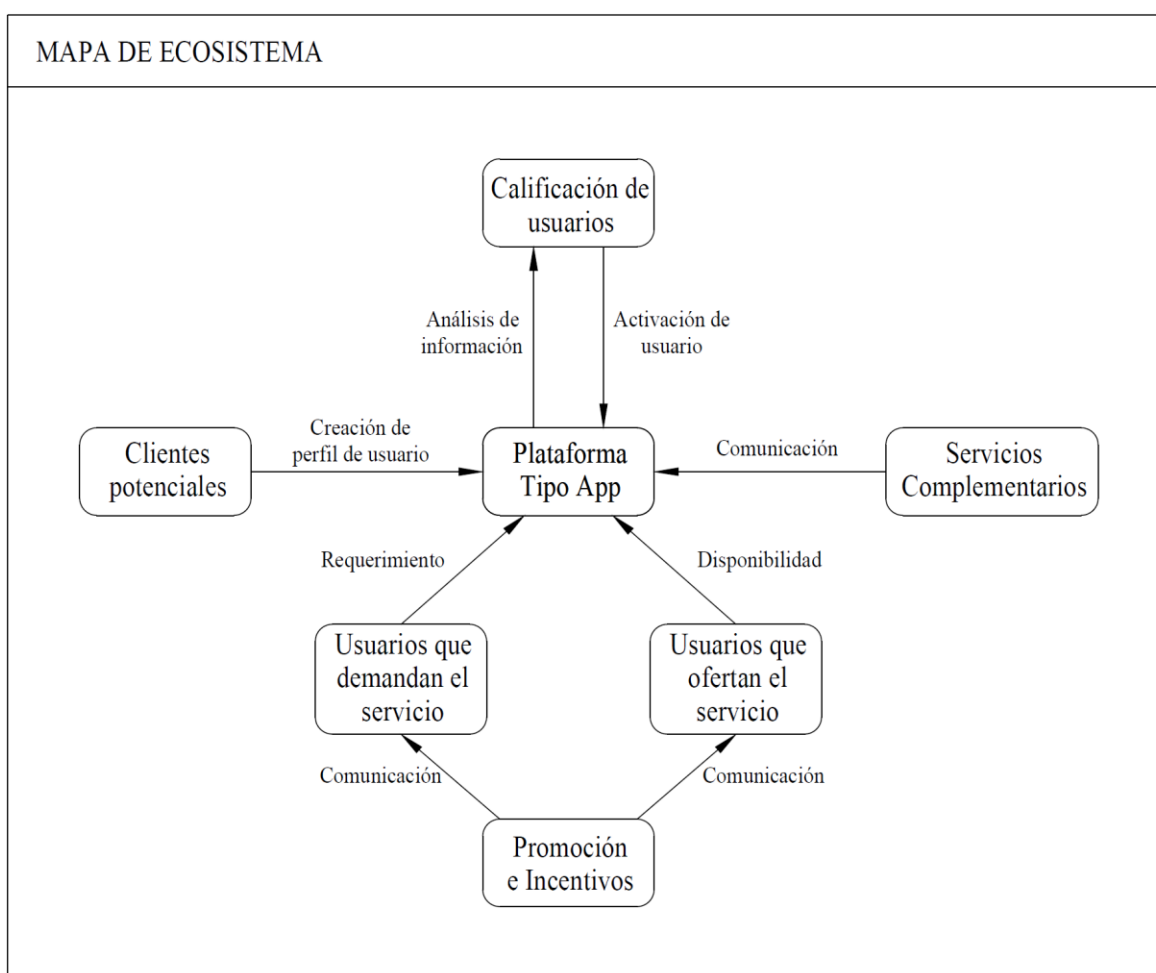 MAPA DE ECOSISTEMA
Calificación de
usuarios
Análisis de
información
Activación de
usuario
Clientes
potenciales
Creación de
perfil de usuario
Plataforma
Tipo App
Comunicación
Servicios
Complementarios
Requerimiento
Disponibilidad
Usuarios que
demandan el
servicio
Usuarios que
ofertan el
servicio
Comunicación
Comunicación
Promoción
e Incentivos